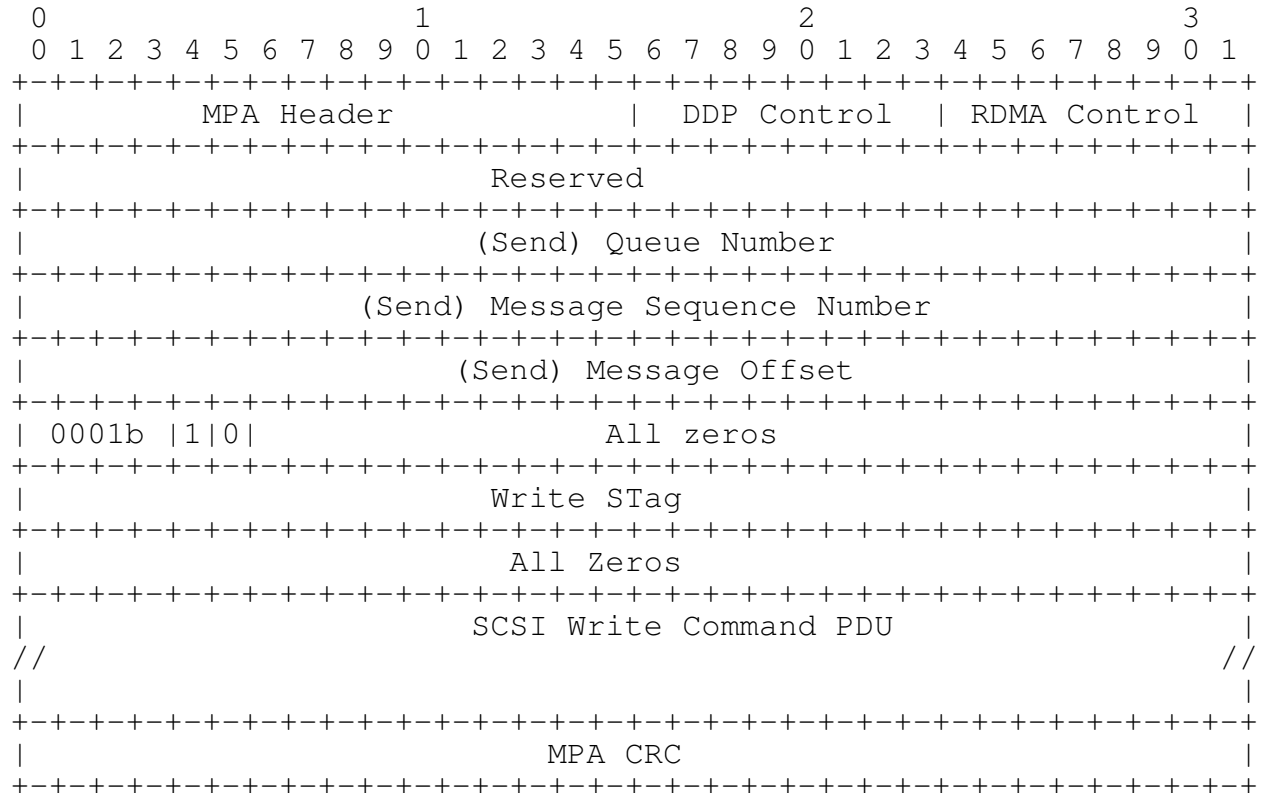 0                   1                   2                   3
 0 1 2 3 4 5 6 7 8 9 0 1 2 3 4 5 6 7 8 9 0 1 2 3 4 5 6 7 8 9 0 1
+-+-+-+-+-+-+-+-+-+-+-+-+-+-+-+-+-+-+-+-+-+-+-+-+-+-+-+-+-+-+-+-+
|         MPA Header            |  DDP Control  | RDMA Control  |
+-+-+-+-+-+-+-+-+-+-+-+-+-+-+-+-+-+-+-+-+-+-+-+-+-+-+-+-+-+-+-+-+
|                        Reserved                               |
+-+-+-+-+-+-+-+-+-+-+-+-+-+-+-+-+-+-+-+-+-+-+-+-+-+-+-+-+-+-+-+-+
|                       (Send) Queue Number                     |
+-+-+-+-+-+-+-+-+-+-+-+-+-+-+-+-+-+-+-+-+-+-+-+-+-+-+-+-+-+-+-+-+
|                 (Send) Message Sequence Number                |
+-+-+-+-+-+-+-+-+-+-+-+-+-+-+-+-+-+-+-+-+-+-+-+-+-+-+-+-+-+-+-+-+
|                      (Send) Message Offset                    |
+-+-+-+-+-+-+-+-+-+-+-+-+-+-+-+-+-+-+-+-+-+-+-+-+-+-+-+-+-+-+-+-+
| 0001b |1|0|                  All zeros                        |
+-+-+-+-+-+-+-+-+-+-+-+-+-+-+-+-+-+-+-+-+-+-+-+-+-+-+-+-+-+-+-+-+
|                        Write STag                             |
+-+-+-+-+-+-+-+-+-+-+-+-+-+-+-+-+-+-+-+-+-+-+-+-+-+-+-+-+-+-+-+-+
|                         All Zeros                             |
+-+-+-+-+-+-+-+-+-+-+-+-+-+-+-+-+-+-+-+-+-+-+-+-+-+-+-+-+-+-+-+-+
|                       SCSI Write Command PDU                  |
//                                                             //
|                                                               |
+-+-+-+-+-+-+-+-+-+-+-+-+-+-+-+-+-+-+-+-+-+-+-+-+-+-+-+-+-+-+-+-+
|                           MPA CRC                             |
+-+-+-+-+-+-+-+-+-+-+-+-+-+-+-+-+-+-+-+-+-+-+-+-+-+-+-+-+-+-+-+-+